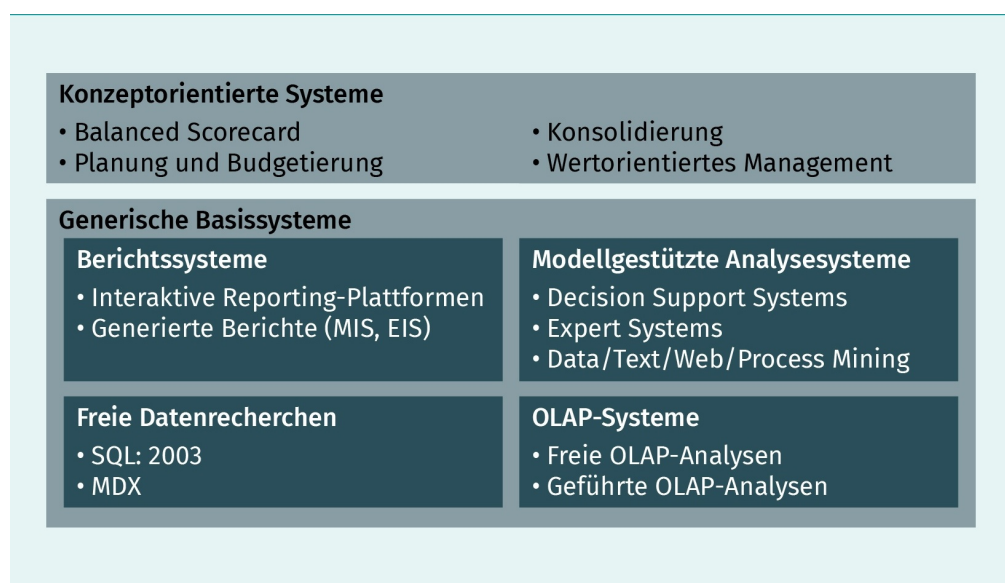 Konzeptorientierte Systeme
• Balanced Scorecard
• Planung und Budgetierung
• Konsolidierung
• Wertorientiertes Management
Generische Basissysteme
Berichtssysteme
• Interaktive Reporting-Plattformen
• Generierte Berichte (MIS, EIS)
Modellgestützte Analysesysteme
• Decision Support Systems
• Expert Systems
• Data/Text/Web/Process Mining
Freie Datenrecherchen
• SQL: 2003
• MDX
OLAP-Systeme
• Freie OLAP-Analysen
• Geführte OLAP-Analysen